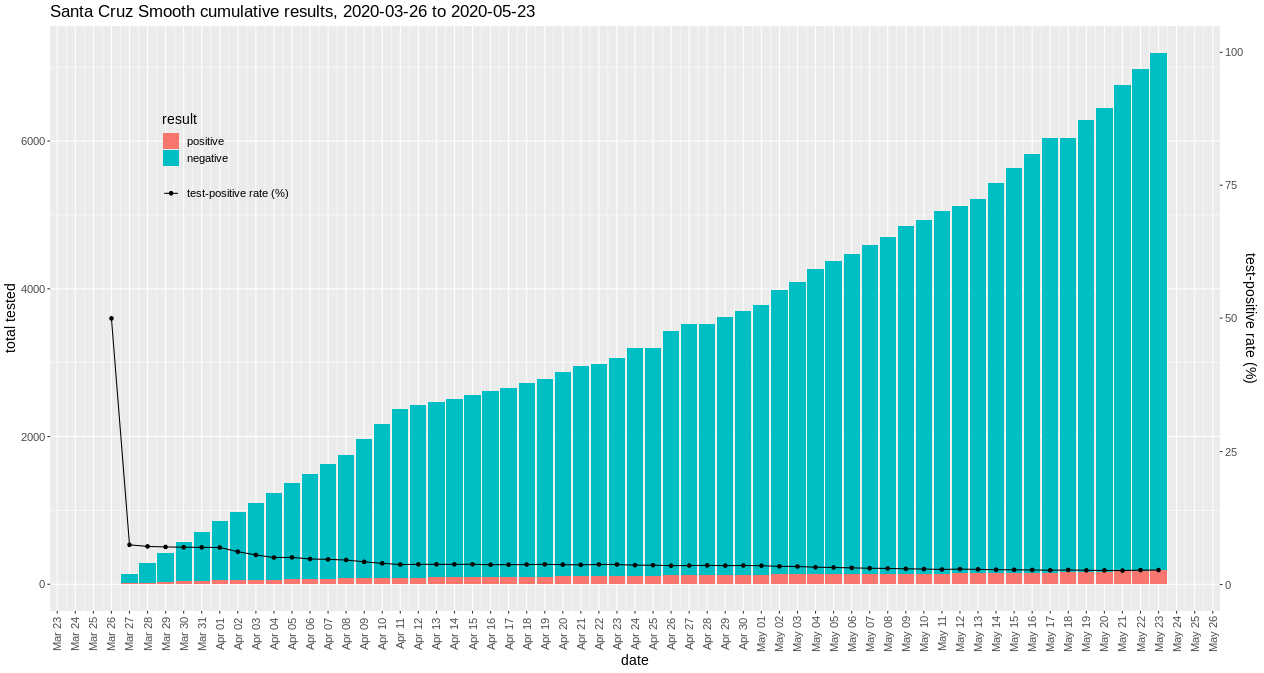 Santa Cruz Smooth cumulative results, 2020-03-26 to 2020-05-23
result
positive
negative
test-positive rate (%)
total tested
6000
4000
2000
0
100
75
50
25
0
test-positive rate (%)
Mar 23
Mar 24
Mar 25
Mar 26
Mar 27
Mar 28
Mar 29
Mar 30
Mar 31
Apr 01
Apr 02
Apr 03
Apr 04
Apr 05
Apr 06
Apr 07
Apr 08
Apr 09
Apr 10
Apr 11
Apr 12
Apr 13
Apr 14
Apr 15
Apr 16
Apr 17
Apr 18
Apr 19
Apr 20
Apr 21
Apr 22
Apr 23
Apr 24
Apr 25
Apr 26
Apr 27
Apr 28
Apr 29
Apr 30
May 01
May 02
May 03
May 04
May 05
May 06
May 07
May 08
May 09
May 10
May 11
May 12
May 13
May 14
May 15
May 16
May 17
May 18
May 19
May 20
May 21
May 22
May 23
May 24
May 25
May 26
date